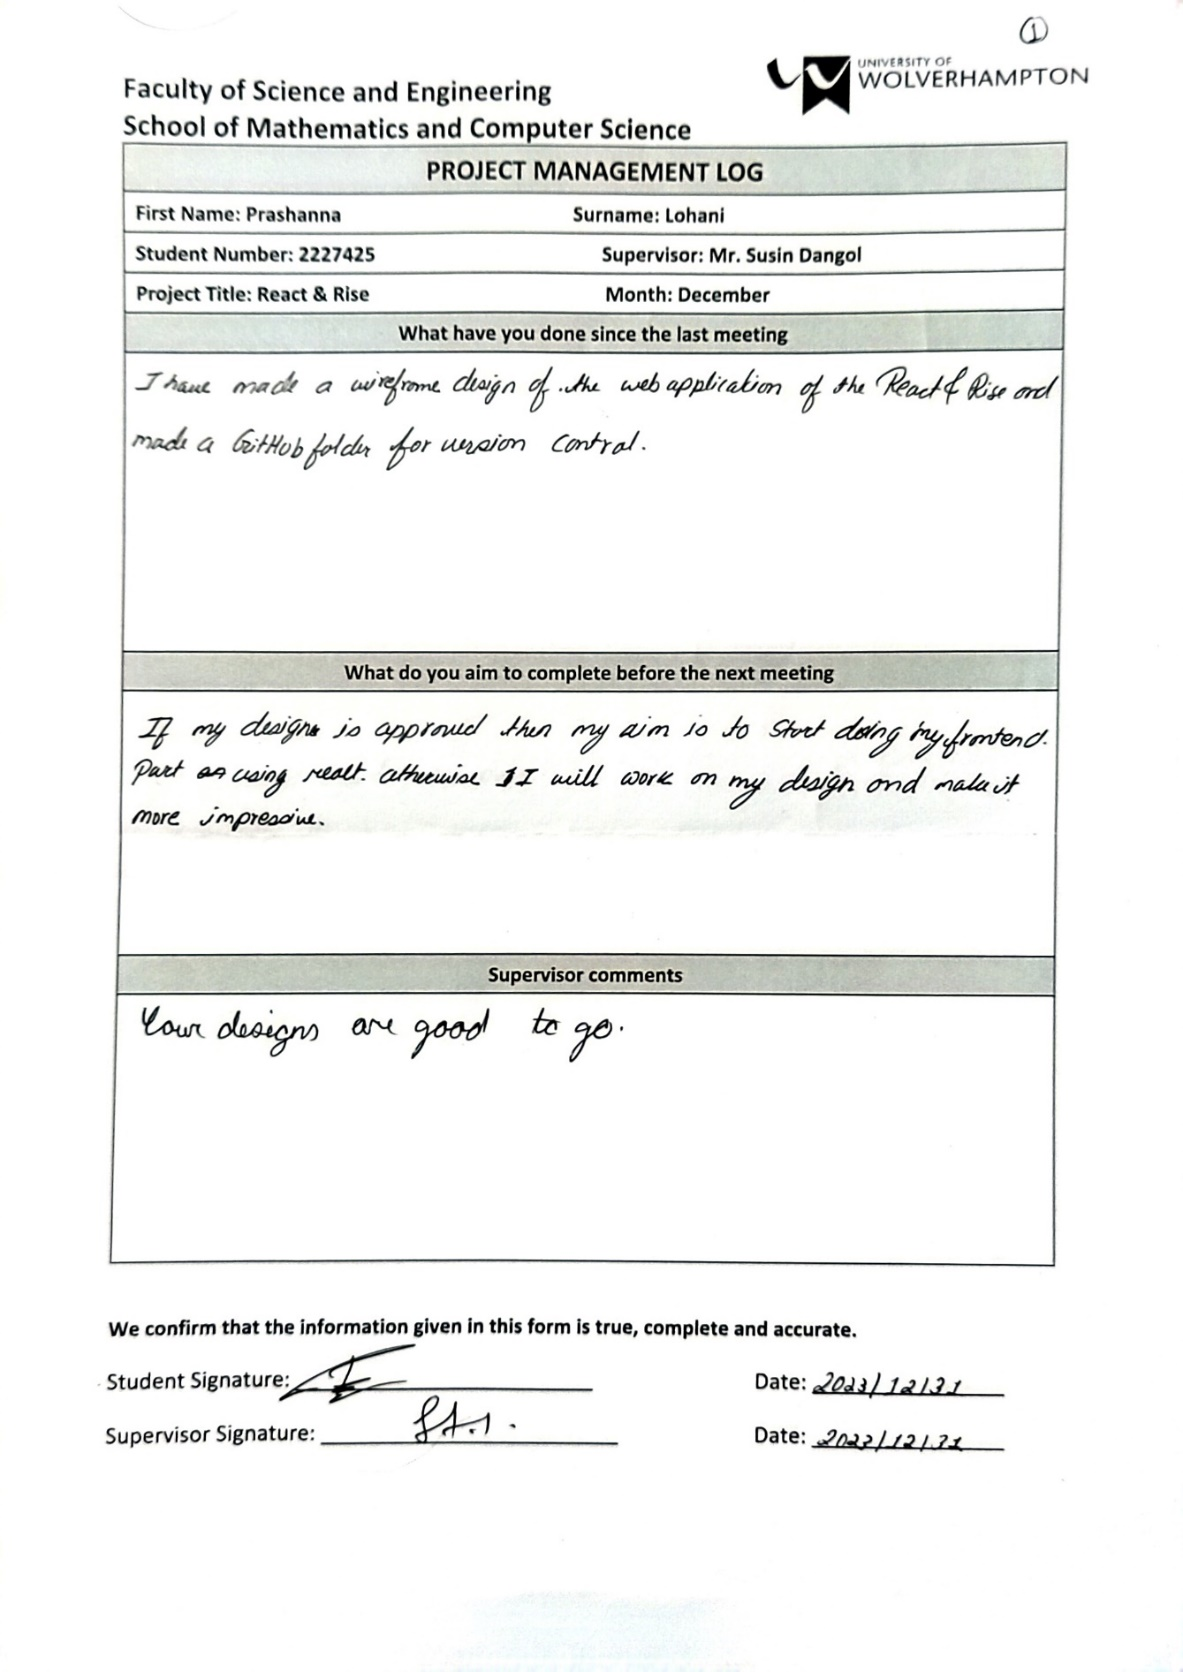 1
UNIVERSITY OF
WOLVERHAMPTON
Faculty of Science and Engineering
School of Mathematics and Computer Science
PROJECT MANAGEMENT LOG
First Name: Prashanna Surname: Lohani
Student Number: 2227425 Supervisor: Mr. Susin Dangol
Project Title: React & Rise Month: December
What have you done since the last meeting
I have made a wireframe design of the web application of the React & Rise and
made a GitHub folder for version control.
What do you aim to complete before the next meeting
If my designs is approved then my aim is to start doing my frontend.
Part using react. otherwise I will work on my design and make it
more impressive.
Supervisor comments
Your designs are good to go.
We confirm that the information given in this form is true, complete and accurate.
Student Signature: Date: 2023/12/31
Supervisor Signature: Date: 2023/12/31